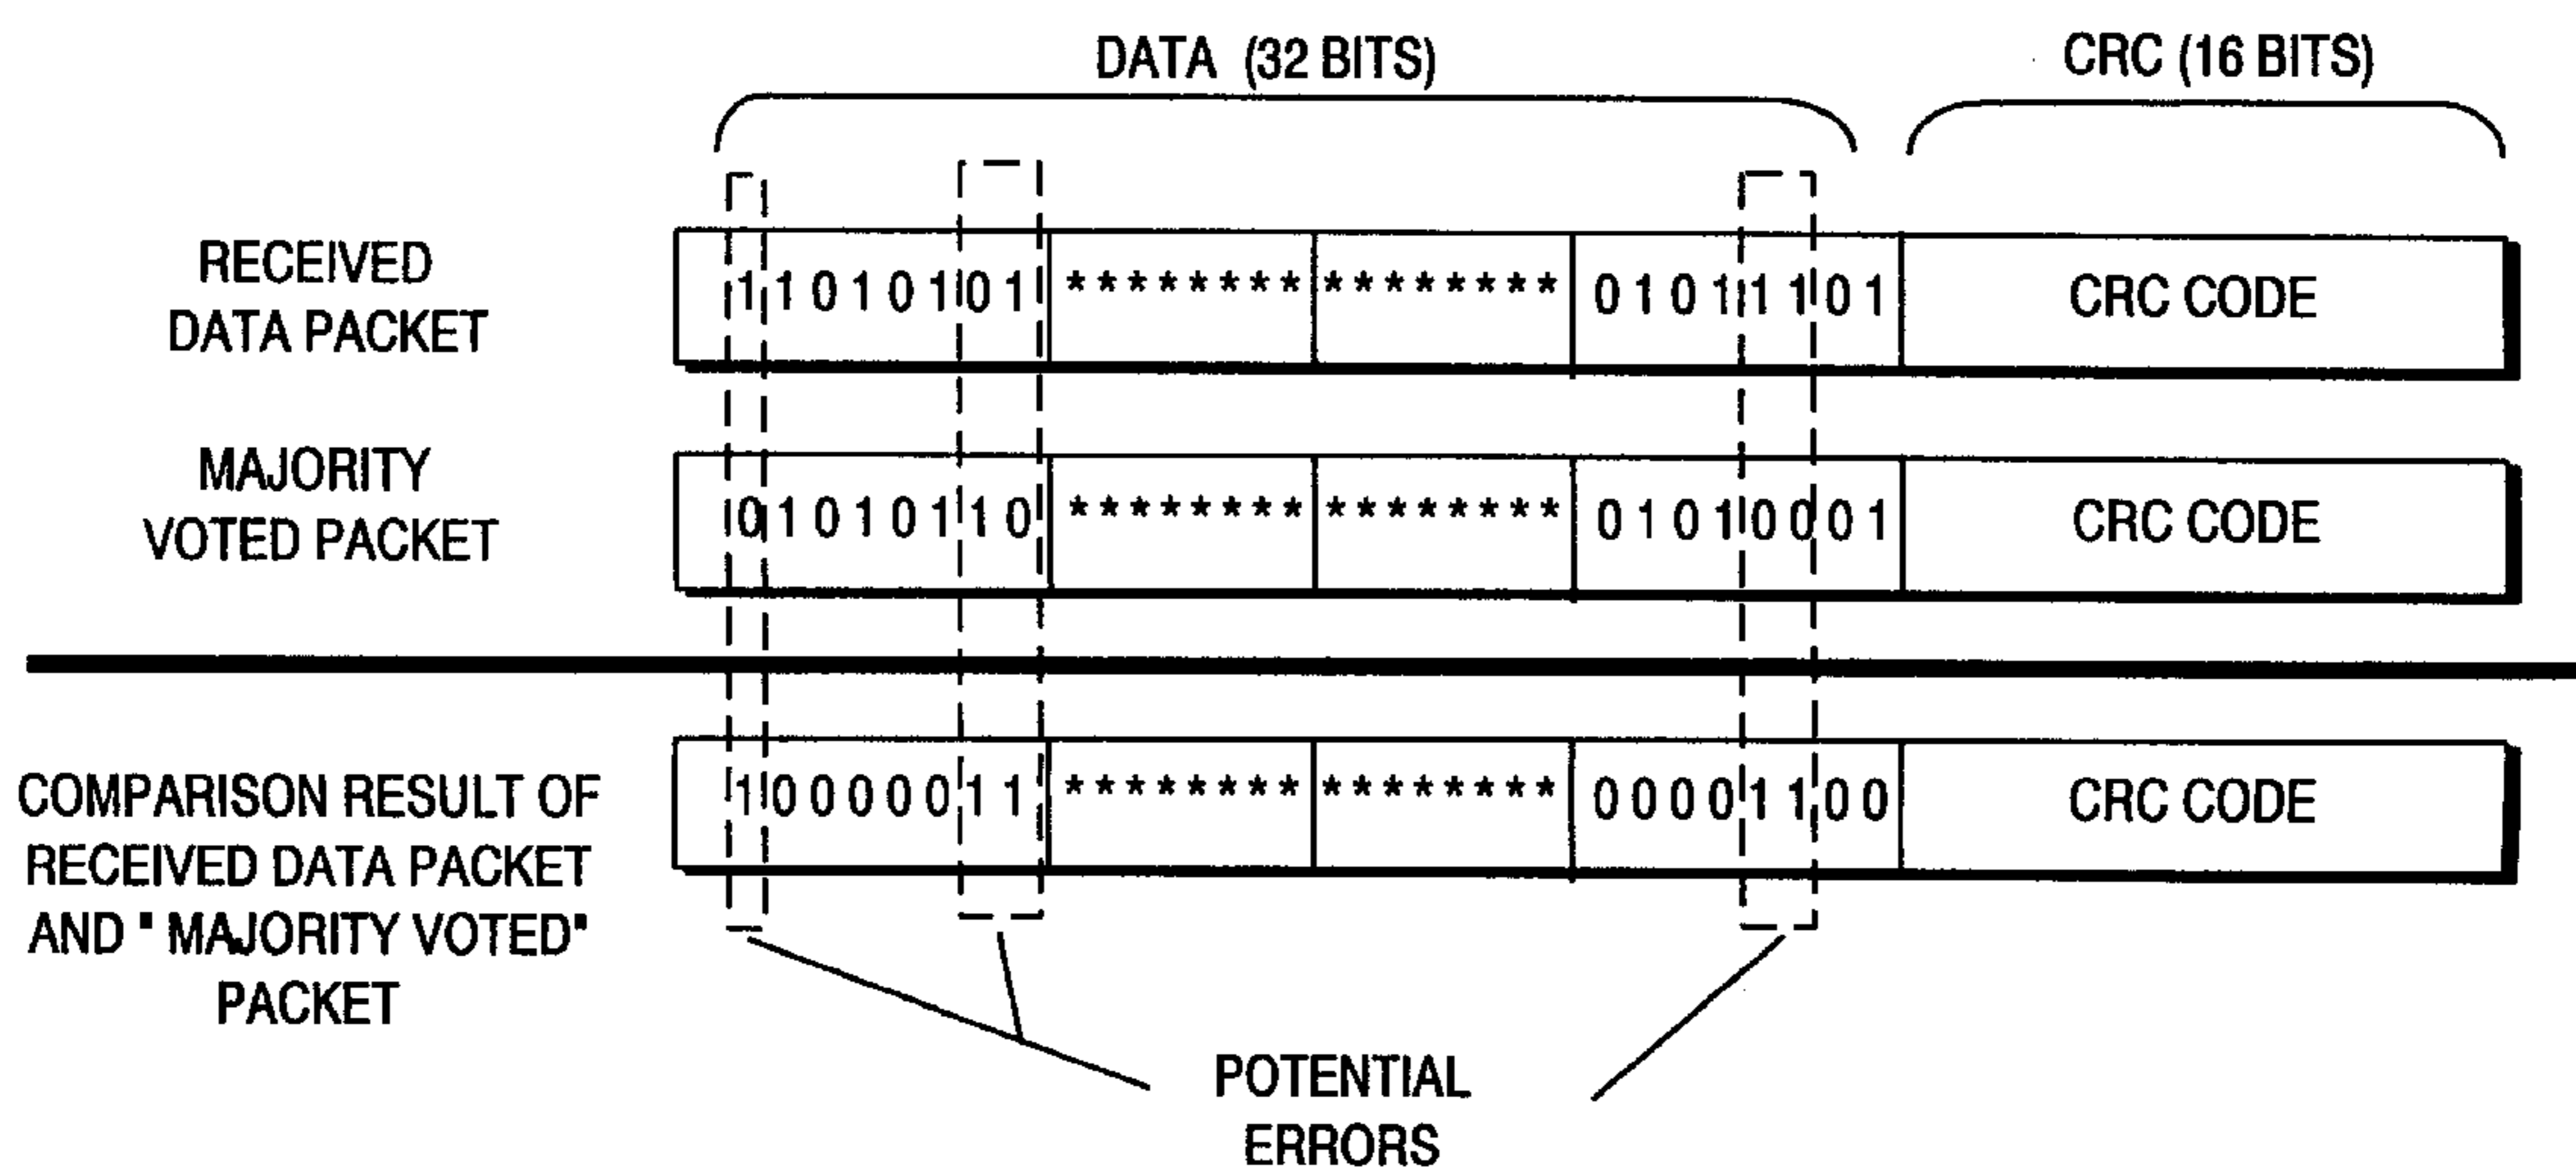 DATA (32 BITS)
CRC (16 BITS)
RECEIVED
DATA PACKET
1 1 0 1 0 1 0 1 * * * * * * * * * * * * * * * * 0 1 0 1 1 1 0 1 CRC CODE
MAJORITY
VOTED PACKET
0 1 0 1 0 1 1 0 * * * * * * * * * * * * * * * * 0 1 0 1 0 0 0 1 CRC CODE
COMPARISON RESULT OF
RECEIVED DATA PACKET
AND " MAJORITY VOTED"
PACKET
1 0 0 0 0 0 1 1 * * * * * * * * * * * * * * * * 0 0 0 0 1 1 0 0 CRC CODE
POTENTIAL
ERRORS